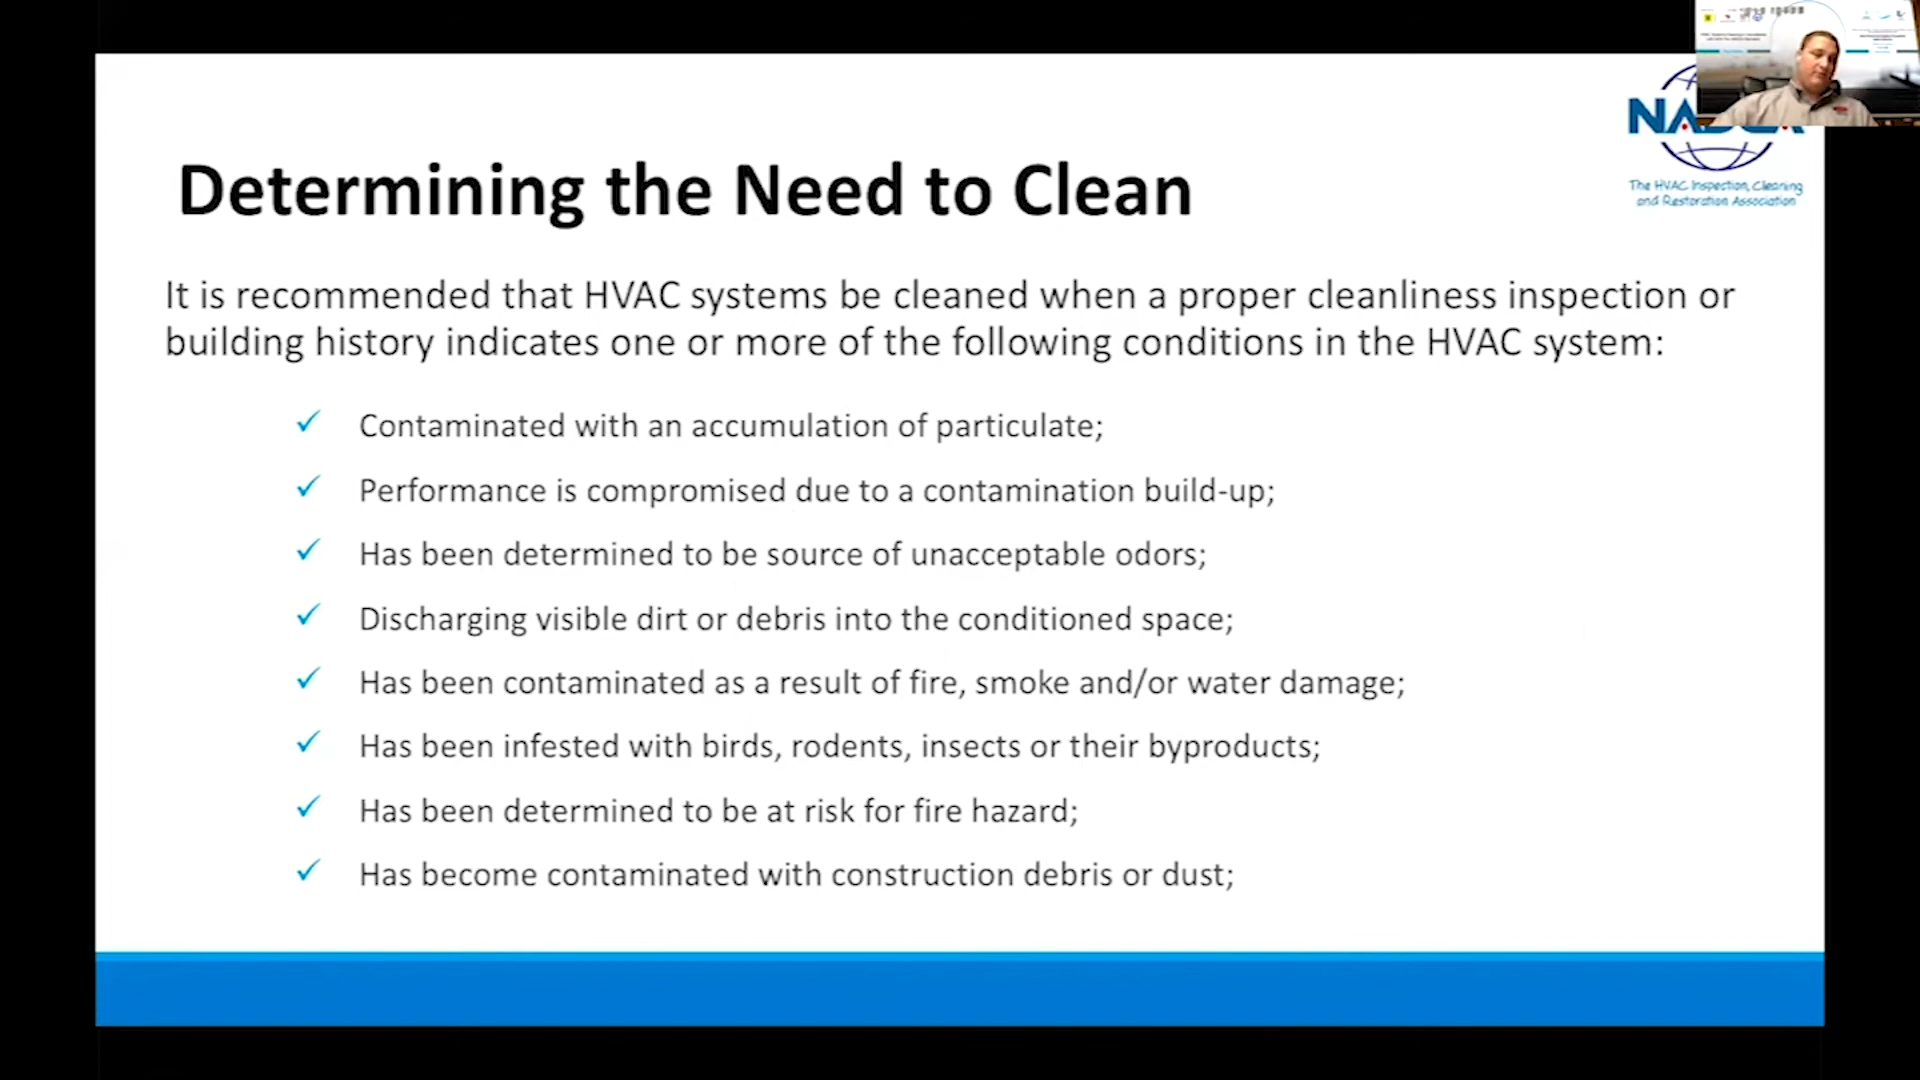 Determining the Need to Clean
It is recommended that HVAC systems be cleaned when a proper cleanliness inspection or
building history indicates one or more of the following conditions in the HVAC system:
Contaminated with an accumulation of particulate;
Performance is compromised due to a contamination build-up;
Has been determined to be source of unacceptable odors;
Discharging visible dirt or debris into the conditioned space;
Has been contaminated as a result of fire, smoke and/or water damage;
Has been infested with birds, rodents, insects or their byproducts;
Has been determined to be at risk for fire hazard;
Has become contaminated with construction debris or dust;
The HVAC Inspection, Cleaning
and Restoration Association